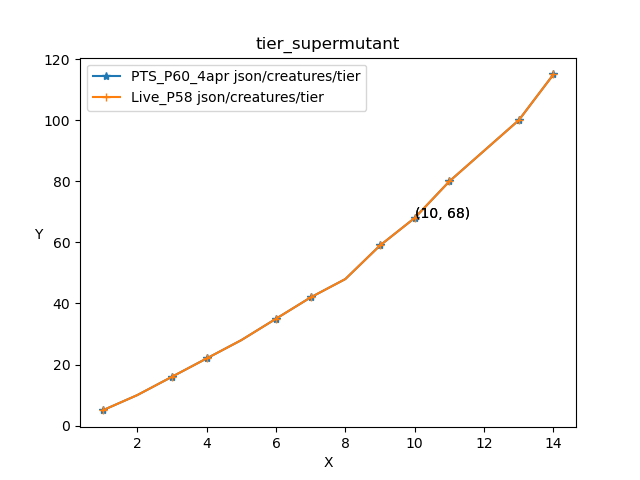 tier_supermutant
PTS_P60_4apr json/creatures/tier
Live_P58 json/creatures/tier
120
100
80
60
40
20
0
Y
(10, 68)
2 4 6 8 10 12 14
X